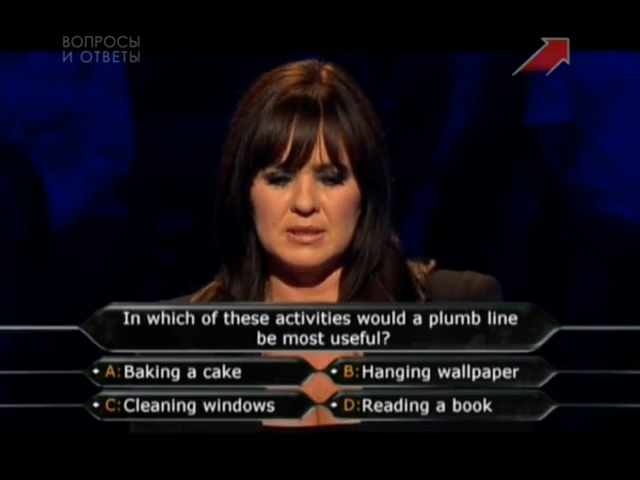 ВОПРОСЫ
И ОТВЕТЫ
In which of these activities would a plumb line
be most useful?
A: Baking a cake
B: Hanging wallpaper
C: Cleaning windows
D: Reading a book